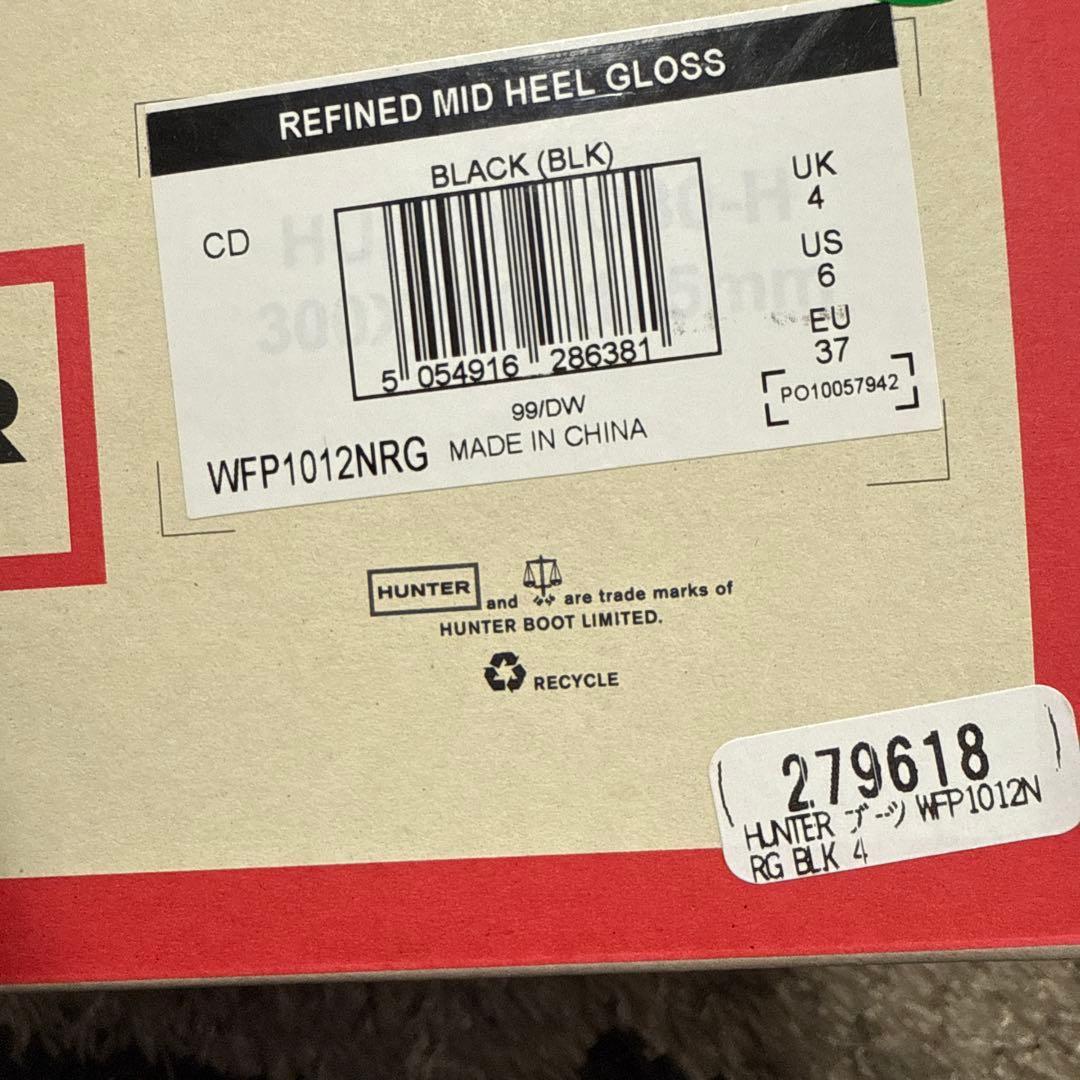 REFINED MID HEEL GLOSS
BLACK (BLK)
CD
5 054916 286381
UK
4
US
6
EU
37
PO10057942
99/DW
WFP1012NRG MADE IN CHINA
HUNTER and are trade marks of
HUNTER BOOT LIMITED.
RECYCLE
R
279618
HUNTER ブーツ WFP1012N
RG BLK 4